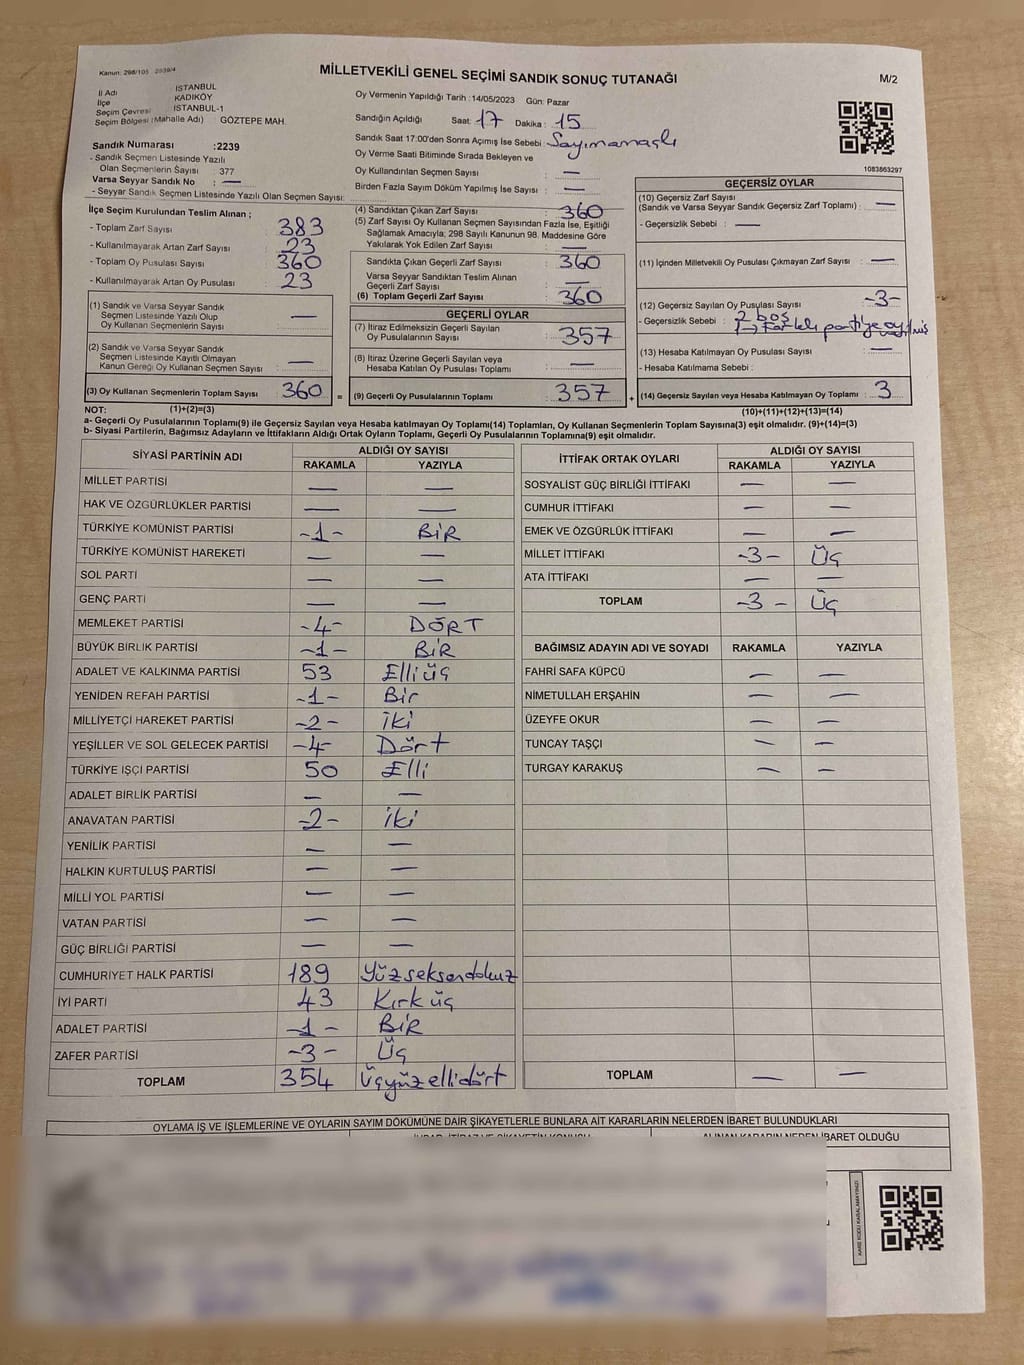 Kanun: 298/105 2839/4
MİLLETVEKİLİ GENEL SEÇİMİ SANDIK SONUÇ TUTANAĞI
M/2
İl Adı İSTANBUL
İlçe KADIKÖY
Seçim Çevresi İSTANBUL-1
Seçim Bölgesi (Mahalle Adı) GÖZTEPE MAH.
Oy Vermenin Yapıldığı Tarih :14/05/2023 Gün: Pazar
Sandığın Açıldığı Saat: 17 Dakika : 15
Sandık Saat 17:00'den Sonra Açımış İse Sebebi :
Oy Verme Saati Bitiminde Sırada Bekleyen ve
Oy Kullandırılan Seçmen Sayısı : —
Birden Fazla Sayım Döküm Yapılmış İse Sayısı : —
1083863297
Sandık Numarası :2239
- Sandık Seçmen Listesinde Yazılı
Olan Seçmenlerin Sayısı : 377
Varsa Seyyar Sandık No : —
- Seyyar Sandık Seçmen Listesinde Yazılı Olan Seçmen Sayısı:
İlçe Seçim Kurulundan Teslim Alınan ;
- Toplam Zarf Sayısı : 383
- Kullanılmayarak Artan Zarf Sayısı : 23
- Toplam Oy Pusulası Sayısı : 360
- Kullanılmayarak Artan Oy Pusulası : 23
(1) Sandık ve Varsa Seyyar Sandık
Seçmen Listesinde Yazılı Olup
Oy Kullanan Seçmenlerin Sayısı : —
(2) Sandık ve Varsa Seyyar Sandık
Seçmen Listesinde Kayıtlı Olmayan
Kanun Gereği Oy Kullanan Seçmen Sayısı : —
(3) Oy Kullanan Seçmenlerin Toplam Sayısı : 360 =
(1)+(2)=(3)
(4) Sandıktan Çıkan Zarf Sayısı : 360
(5) Zarf Sayısı Oy Kullanan Seçmen Sayısından Fazla İse, Eşitliği
Sağlamak Amacıyla; 298 Sayılı Kanunun 98. Maddesine Göre
Yakılarak Yok Edilen Zarf Sayısı : —
Sandıkta Çıkan Geçerli Zarf Sayısı : 360
Varsa Seyyar Sandıktan Teslim Alınan
Geçerli Zarf Sayısı : —
(6) Toplam Geçerli Zarf Sayısı : 360
GEÇERLİ OYLAR
(7) İtiraz Edilmeksizin Geçerli Sayılan
Oy Pusulalarının Sayısı : 357
(8) İtiraz Üzerine Geçerli Sayılan veya
Hesaba Katılan Oy Pusulası Toplamı : —
(9) Geçerli Oy Pusulalarının Toplamı : 357 +
GEÇERSİZ OYLAR
(10) Geçersiz Zarf Sayısı
(Sandık ve Varsa Seyyar Sandık Geçersiz Zarf Toplamı) : —
- Geçersizlik Sebebi : —
(11) İçinden Milletvekili Oy Pusulası Çıkmayan Zarf Sayısı : —
(12) Geçersiz Sayılan Oy Pusulası Sayısı : -3-
- Geçersizlik Sebebi : 2 boş
1 → Farklı partiye
(13) Hesaba Katılmayan Oy Pusulası Sayısı : —
- Hesaba Katılmama Sebebi :
(14) Geçersiz Sayılan veya Hesaba Katılmayan Oy Toplamı : 3
(10)+(11)+(12)+(13)=(14)
NOT:
a- Geçerli Oy Pusulaların Toplamı(9) ile Geçersiz Sayılan veya Hesaba katılmayan Oy Toplamı(14) Toplamları, Oy Kullanan Seçmenlerin Toplam Sayısına(3) eşit olmalıdır. (9)+(14)=(3)
b- Siyasi Partilerin, Bağımsız Adayların ve İttifakların Aldığı Ortak Oyların Toplamı, Geçerli Oy Pusulalarının Toplamına(9) eşit olmalıdır.
SİYASİ PARTİNİN ADI ALDIĞI OY SAYISI
RAKAMLA YAZIYLA
MİLLET PARTİSİ — —
HAK VE ÖZGÜRLÜKLER PARTİSİ — —
TÜRKİYE KOMÜNİST PARTİSİ -1- BİR
TÜRKİYE KOMÜNİST HAREKETİ — —
SOL PARTİ — —
GENÇ PARTİ — —
MEMLEKET PARTİSİ -4- DÖRT
BÜYÜK BİRLİK PARTİSİ -1- BİR
ADALET VE KALKINMA PARTİSİ 53 Elli üç
YENİDEN REFAH PARTİSİ -1- Bir
MİLLİYETÇİ HAREKET PARTİSİ -2- iki
YEŞİLLER VE SOL GELECEK PARTİSİ -4- Dört
TÜRKİYE İŞÇİ PARTİSİ 50 Elli
ADALET BİRLİK PARTİSİ — —
ANAVATAN PARTİSİ -2- iki
YENİLİK PARTİSİ — —
HALKIN KURTULUŞ PARTİSİ — —
MİLLİ YOL PARTİSİ — —
VATAN PARTİSİ — —
GÜÇ BİRLİĞİ PARTİSİ — —
CUMHURİYET HALK PARTİSİ 189 Yüzseksendokuz
İYİ PARTİ 43 Kırk üç
ADALET PARTİSİ -1- BİR
ZAFER PARTİSİ -3- Üç
TOPLAM 354 Üçyüzellidört
İTTİFAK ORTAK OYLARI ALDIĞI OY SAYISI
RAKAMLA YAZIYLA
SOSYALİST GÜÇ BİRLİĞİ İTTİFAKI — —
CUMHUR İTTİFAKI — —
EMEK VE ÖZGÜRLÜK İTTİFAKI — —
MİLLET İTTİFAKI -3- Üç
ATA İTTİFAKI — —
TOPLAM -3- Üç
BAĞIMSIZ ADAYIN ADI VE SOYADI RAKAMLA YAZIYLA
FAHRİ SAFA KÜPCÜ — —
NİMETULLAH ERŞAHİN — —
ÜZEYFE OKUR — —
TUNCAY TAŞÇI — —
TURGAY KARAKUŞ — —
TOPLAM — —
OYLAMA İŞ VE İŞLEMLERİNE VE OYLARIN SAYIM DÖKÜMÜNE DAİR ŞİKAYETLERLE BUNLARA AİT KARARLARIN NELERDEN İBARET BULUNDUKLARI
ALINAN KARARIN NEDEN İBARET OLDUĞU
KARE KODU KARALAMAYINIZ!